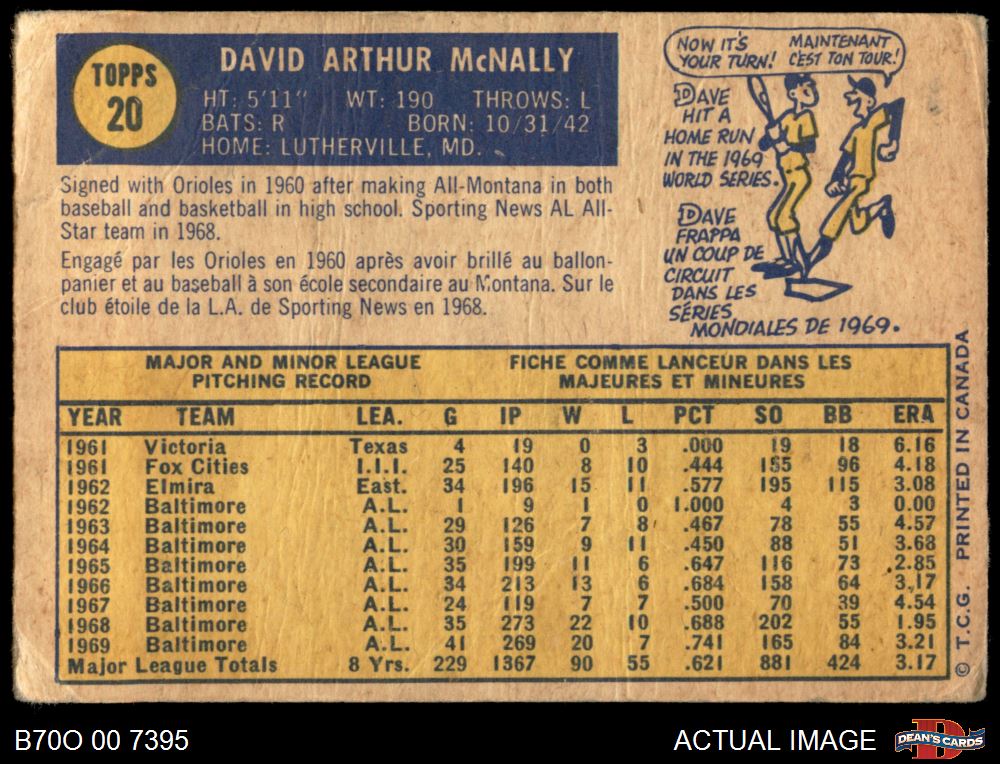 TOPPS
20
DAVID ARTHUR McNALLY
HT: 5'11" WT: 190 THROWS: L
BATS: R BORN: 10/31/42
HOME: LUTHERVILLE, MD.
Signed with Orioles in 1960 after making All-Montana in both
baseball and basketball in high school. Sporting News AL All-
Star team in 1968.
Engagé par les Orioles en 1960 après avoir brillé au ballon-
panier et au baseball à son école secondaire au Montana. Sur le
club étoile de la L.A. de Sporting News en 1968.
NOW IT'S
YOUR TURN!
MAINTENANT
C'EST TON TOUR!
DAVE
HIT A
HOME RUN
IN THE 1969
WORLD SERIES.
DAVE
FRAPPA
UN COUP DE
CIRCUIT
DANS LES
SÉRIES
MONDIALES DE 1969.
MAJOR AND MINOR LEAGUE
PITCHING RECORD
FICHE COMME LANCEUR DANS LES
MAJEURES ET MINEURES
YEAR TEAM LEA. G IP W L PCT SO BB ERA
1961 Victoria Texas 4 19 0 3 .000 19 18 6.16
1961 Fox Cities I.I.I. 25 140 8 10 .444 155 96 4.18
1962 Elmira East. 34 196 15 11 .577 195 115 3.08
1962 Baltimore A.L. 1 9 1 0 1.000 4 3 0.00
1963 Baltimore A.L. 29 126 7 8 .467 78 55 4.57
1964 Baltimore A.L. 30 159 9 11 .450 88 51 3.68
1965 Baltimore A.L. 35 199 11 6 .647 116 73 2.85
1966 Baltimore A.L. 34 213 13 6 .684 158 64 3.17
1967 Baltimore A.L. 24 119 7 7 .500 70 39 4.54
1968 Baltimore A.L. 35 273 22 10 .688 202 55 1.95
1969 Baltimore A.L. 41 269 20 7 .741 165 84 3.21
Major League Totals 8 Yrs. 229 1367 90 55 .621 881 424 3.17
© T.C.G. PRINTED IN CANADA
B70O 00 7395
ACTUAL IMAGE
D
DEAN'S CARDS